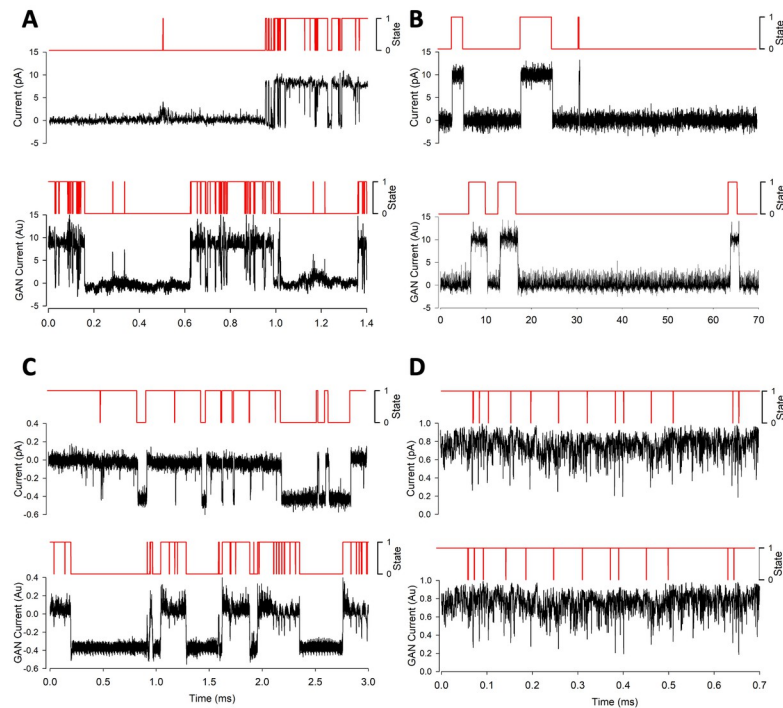 A
1
0
State
15
10
5
0
-5
Current (pA)
1
0
State
15
10
5
0
-5
GAN Current (Au)
0.0 0.2 0.4 0.6 0.8 1.0 1.2 1.4
B
1
0
State
15
10
5
0
-5
Current (pA)
1
0
State
15
10
5
0
-5
GAN Current (Au)
0 10 20 30 40 50 60 70
C
1
0
State
0.4
0.2
0.0
-0.2
-0.4
-0.6
Current (pA)
1
0
State
0.4
0.2
0.0
-0.2
-0.4
-0.6
GAN Current (Au)
0.0 0.5 1.0 1.5 2.0 2.5 3.0
Time (ms)
D
1
0
State
1.0
0.8
0.6
0.4
0.2
0.0
Current (pA)
1
0
State
1.0
0.8
0.6
0.4
0.2
0.0
GAN Current (Au)
0.0 0.1 0.2 0.3 0.4 0.5 0.6 0.7
Time (ms)